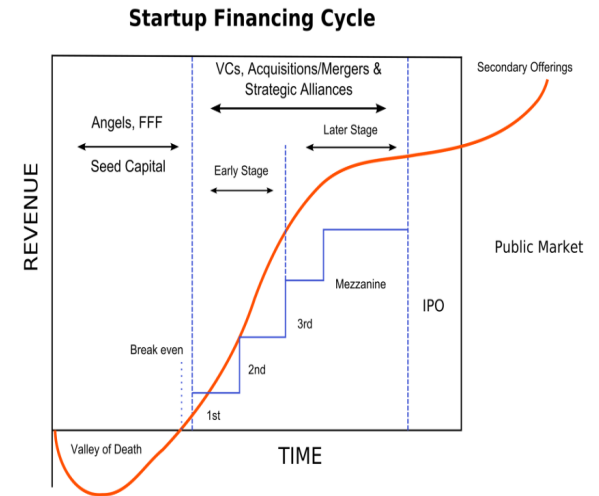 Startup Financing Cycle
Secondary Offerings
VCs, Acquisitions/Mergers &
Strategic Alliances
Angels, FFF
Later Stage
Seed Capital
Early Stage
REVENUE
Public Market
Mezzanine
IPO
3rd
Break even
2nd
1st
Valley of Death
TIME